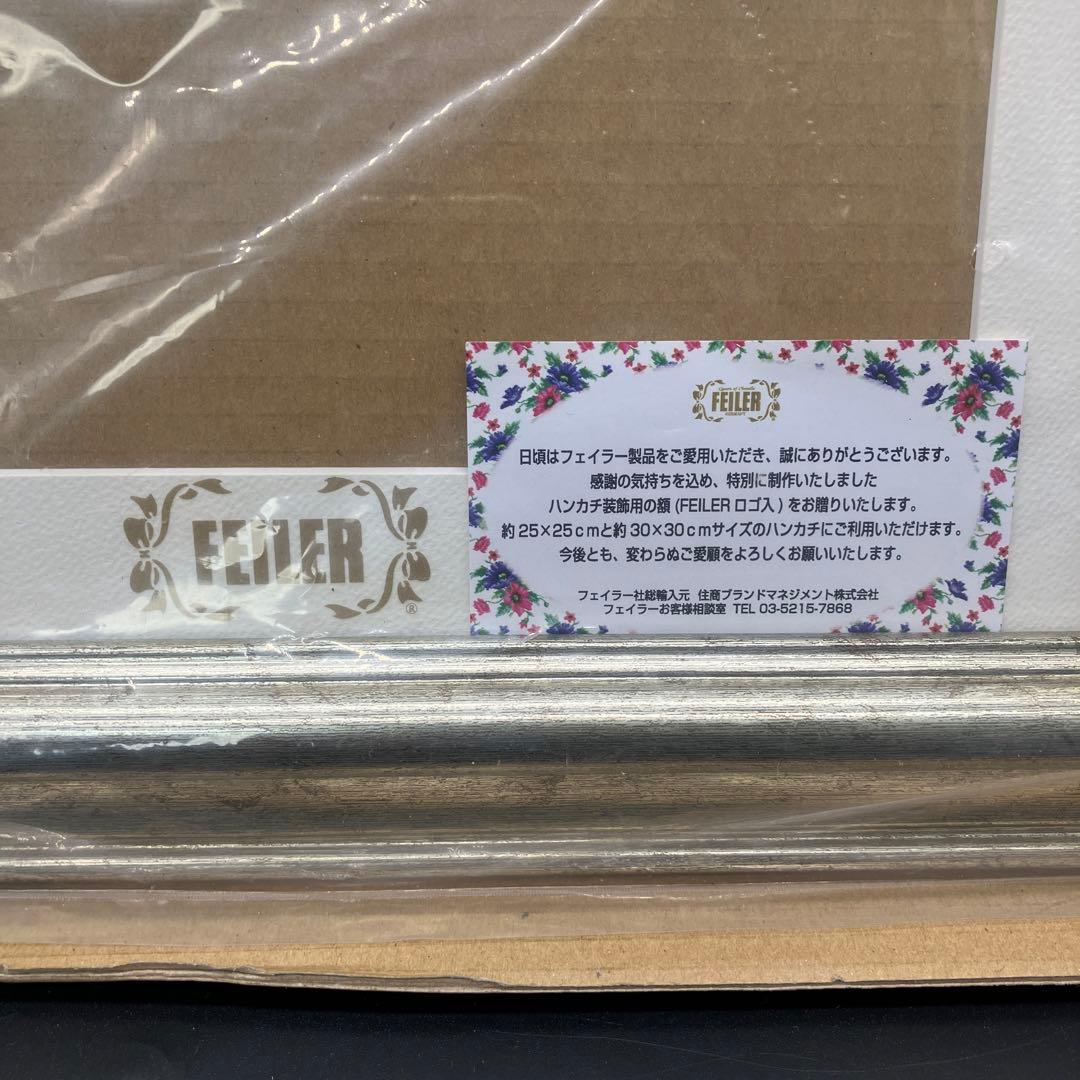 FEILER
®
Queen of Chenille
FEILER
GERMANY
日頃はフェイラー製品をご愛用いただき、誠にありがとうございます。
感謝の気持ちを込め、特別に制作いたしました
ハンカチ装飾用の額 (FEILER ロゴ入 ) をお贈りいたします。
約 25×25ｃｍと約 30×30ｃｍサイズのハンカチにご利用いただけます。
今後とも、変わらぬご愛顧をよろしくお願いいたします。
フェイラー社総輸入元 住商ブランドマネジメント株式会社
フェイラーお客様相談室 TEL 03-5215-7868